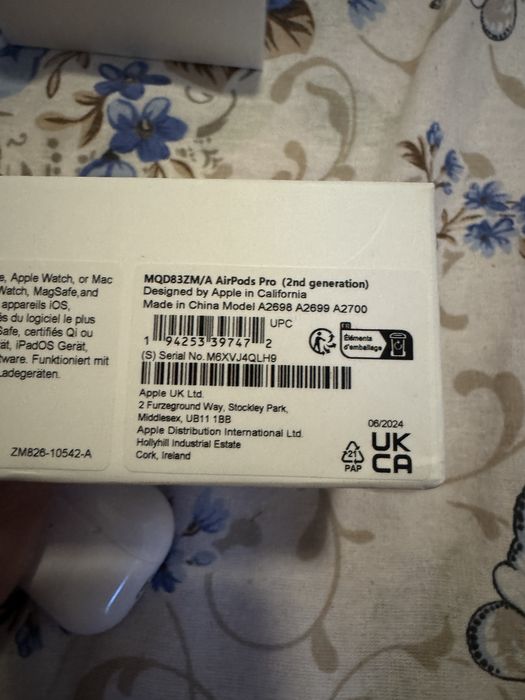 e, Apple Watch, or Mac
Watch, MagSafe,and
appareils iOS,
és du logiciel le plus
Safe, certifiés Qi ou
rät, iPadOS Gerät,
tware. Funktioniert mit
Ladegeräten.
ZM826-10542-A
MQD83ZM/A AirPods Pro (2nd generation)
Designed by Apple in California
Made in China Model A2698 A2699 A2700
UPC
1 94253 39747 2
(S) Serial No. M6XVJ4QLH9
FR
Éléments
d'emballage
Apple UK Ltd.
2 Furzeground Way, Stockley Park,
Middlesex, UB11 1BB
Apple Distribution International Ltd.
Hollyhill Industrial Estate
Cork, Ireland
21
PAP
06/2024
UK
CA